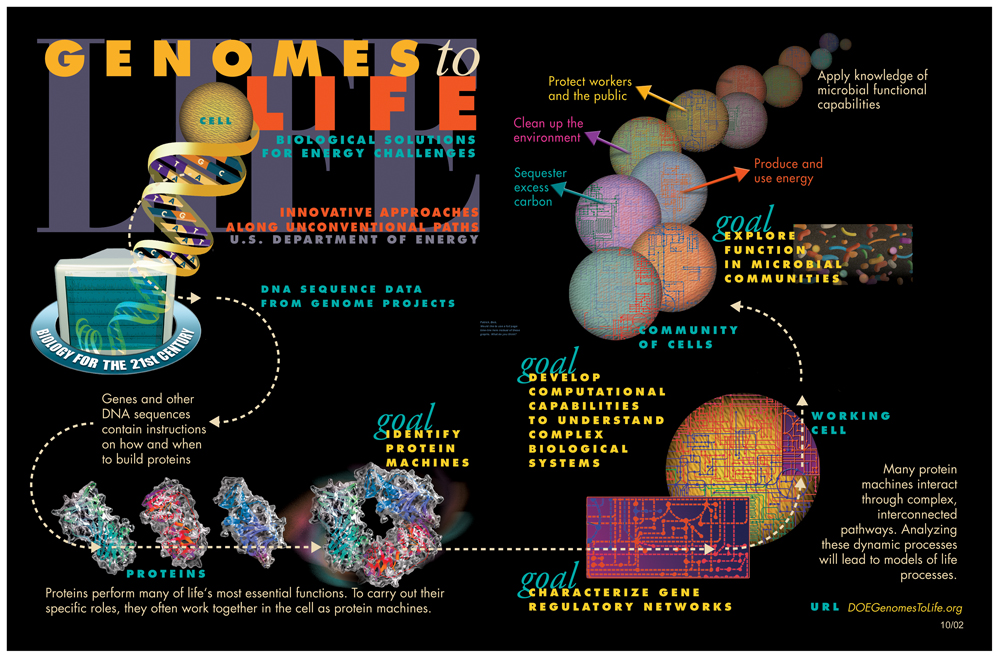 GENOMES to
LIFE
CELL
BIOLOGICAL SOLUTIONS
FOR ENERGY CHALLENGES
INNOVATIVE APPROACHES
ALONG UNCONVENTIONAL PATHS
U.S. DEPARTMENT OF ENERGY
BIOLOGY FOR THE 21st CENTURY
DNA SEQUENCE DATA
FROM GENOME PROJECTS
Genes and other
DNA sequences
contain instructions
on how and when
to build proteins
goal
IDENTIFY
PROTEIN
MACHINES
PROTEINS
Proteins perform many of life's most essential functions. To carry out their
specific roles, they often work together in the cell as protein machines.
goal
CHARACTERIZE GENE
REGULATORY NETWORKS
goal
DEVELOP
COMPUTATIONAL
CAPABILITIES
TO UNDERSTAND
COMPLEX
BIOLOGICAL
SYSTEMS
WORKING
CELL
Many protein
machines interact
through complex,
interconnected
pathways. Analyzing
these dynamic processes
will lead to models of life
processes.
COMMUNITY
OF CELLS
goal
EXPLORE
FUNCTION
IN MICROBIAL
COMMUNITIES
Protect workers
and the public
Clean up the
environment
Sequester
excess
carbon
Produce and
use energy
Apply knowledge of
microbial functional
capabilities
URL DOEGenomesToLife.org
10/02